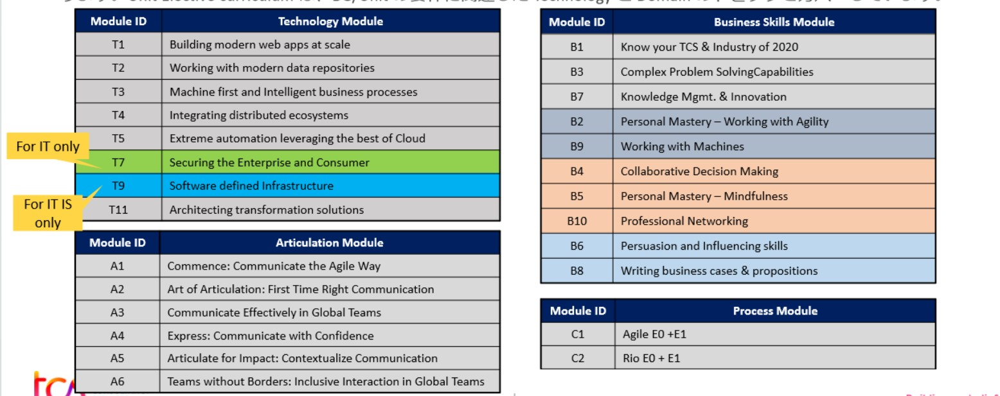 Module ID Technology Module
T1 Building modern web apps at scale
T2 Working with modern data repositories
T3 Machine first and Intelligent business processes
T4 Integrating distributed ecosystems
T5 Extreme automation leveraging the best of Cloud
For IT only
T7 Securing the Enterprise and Consumer
T9 Software defined Infrastructure
For IT IS
only
T11 Architecting transformation solutions
Module ID Articulation Module
A1 Commence: Communicate the Agile Way
A2 Art of Articulation: First Time Right Communication
A3 Communicate Effectively in Global Teams
A4 Express: Communicate with Confidence
A5 Articulate for Impact: Contextualize Communication
A6 Teams without Borders: Inclusive Interaction in Global Teams
Module ID Business Skills Module
B1 Know your TCS & Industry of 2020
B3 Complex Problem SolvingCapabilities
B7 Knowledge Mgmt. & Innovation
B2 Personal Mastery – Working with Agility
B9 Working with Machines
B4 Collaborative Decision Making
B5 Personal Mastery – Mindfulness
B10 Professional Networking
B6 Persuasion and Influencing skills
B8 Writing business cases & propositions
Module ID Process Module
C1 Agile E0 +E1
C2 Rio E0 + E1